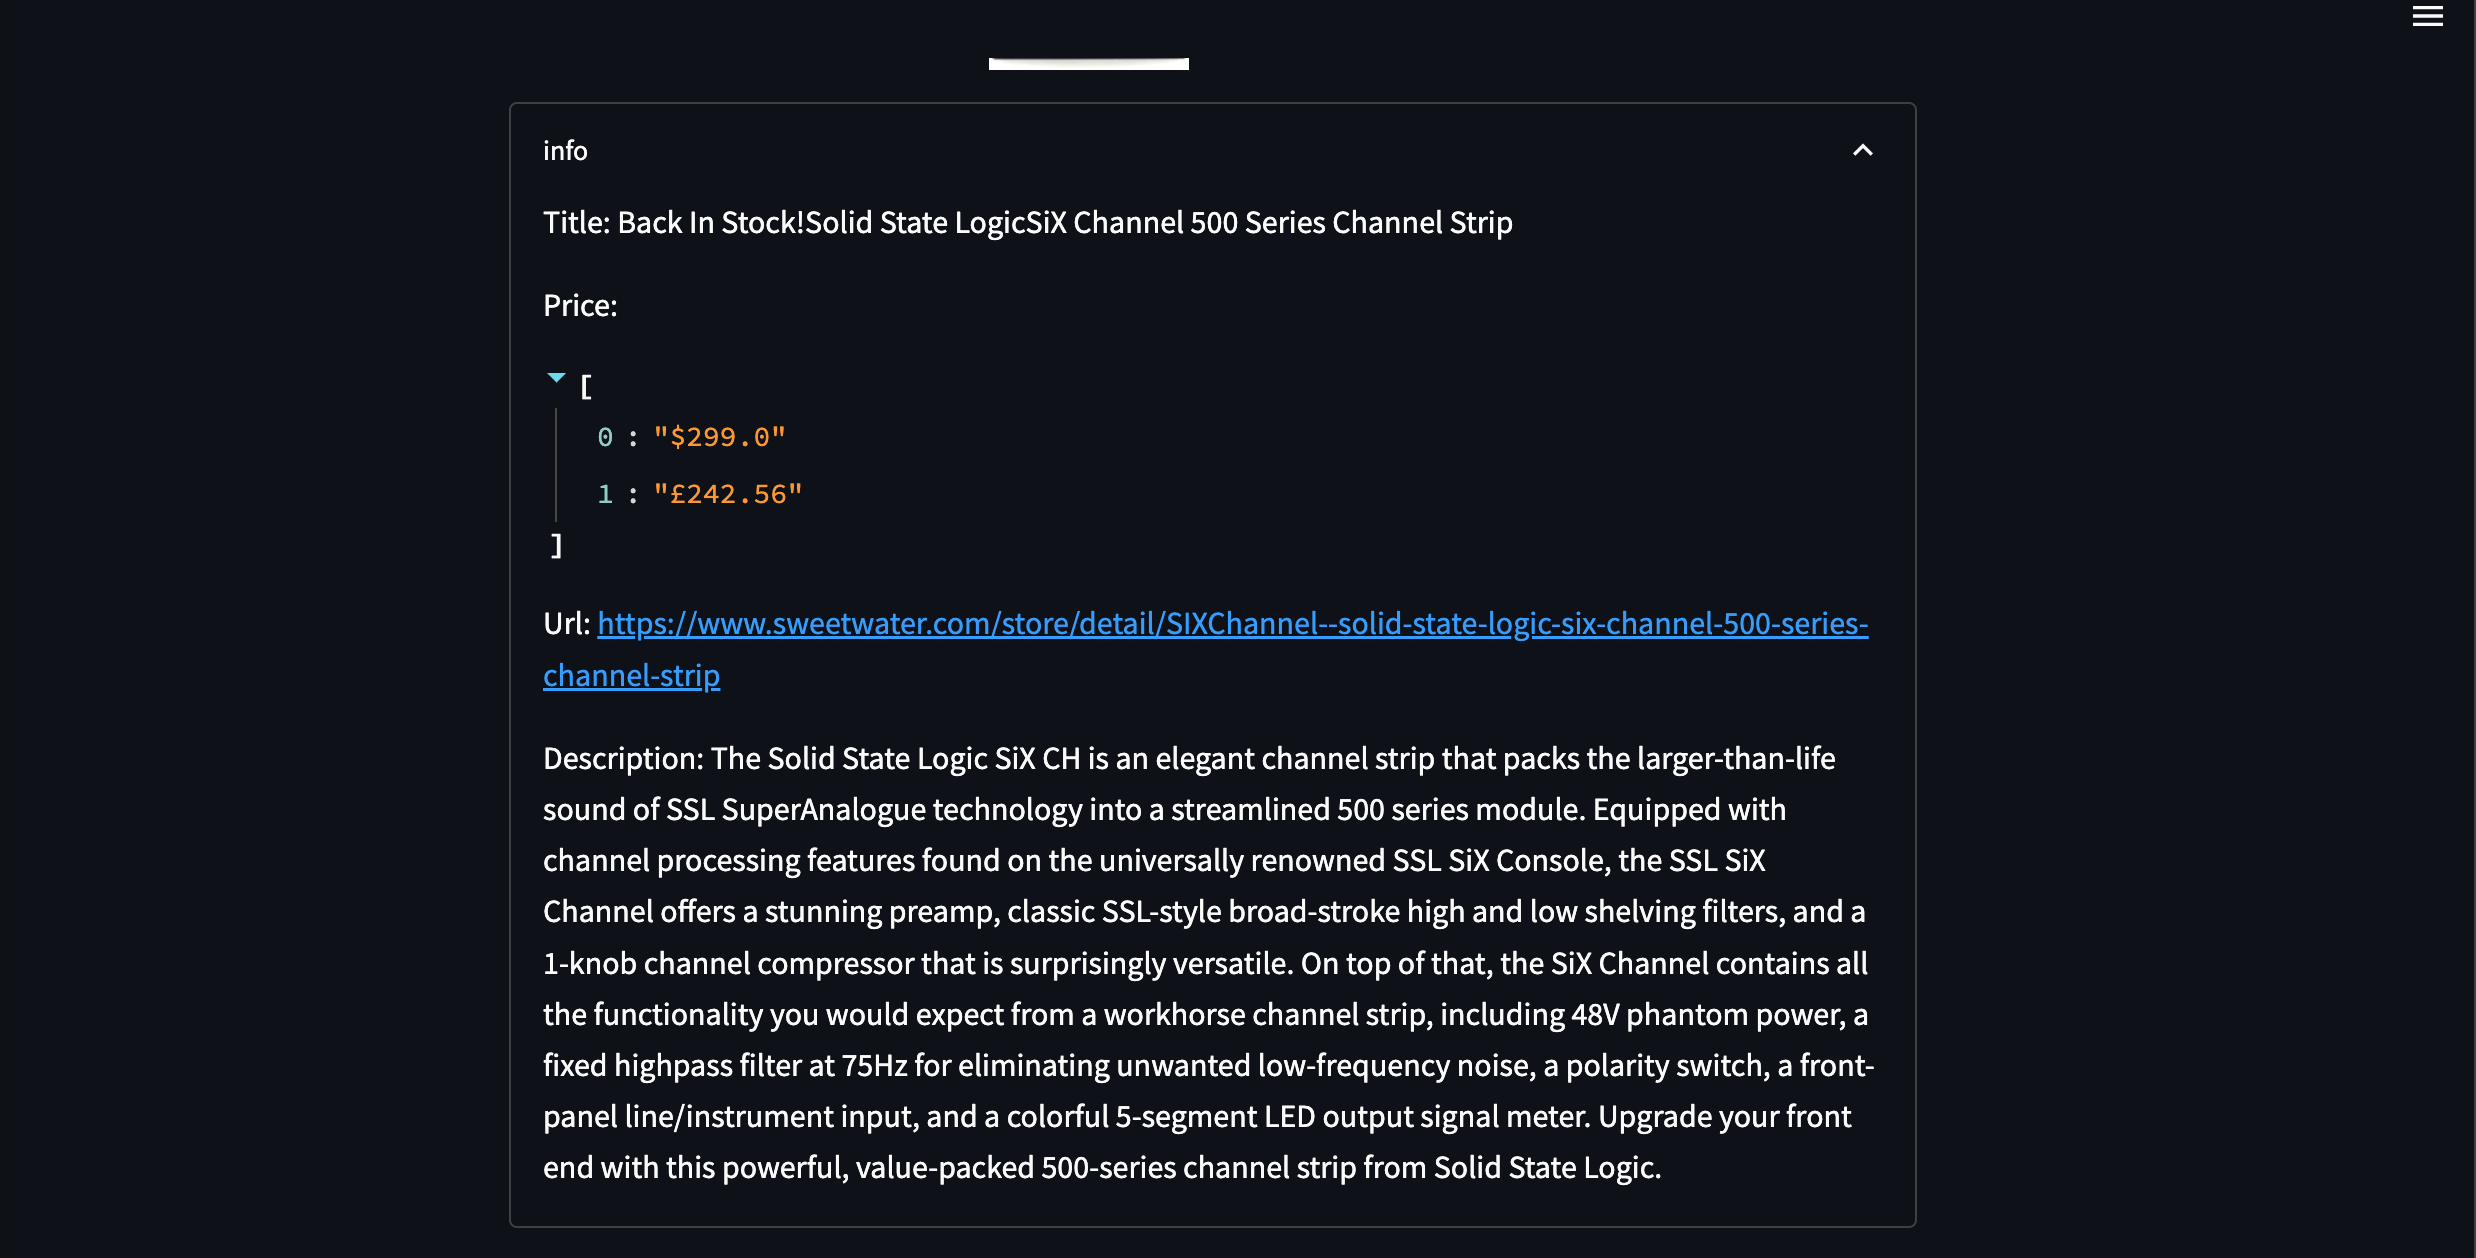 info
Title: Back In Stock!Solid State LogicSiX Channel 500 Series Channel Strip
Price:
[
0 : "$299.0"
1 : "£242.56"
]
Url: https://www.sweetwater.com/store/detail/SIXChannel--solid-state-logic-six-channel-500-series-
channel-strip
Description: The Solid State Logic SiX CH is an elegant channel strip that packs the larger-than-life
sound of SSL SuperAnalogue technology into a streamlined 500 series module. Equipped with
channel processing features found on the universally renowned SSL SiX Console, the SSL SiX
Channel offers a stunning preamp, classic SSL-style broad-stroke high and low shelving filters, and a
1-knob channel compressor that is surprisingly versatile. On top of that, the SiX Channel contains all
the functionality you would expect from a workhorse channel strip, including 48V phantom power, a
fixed highpass filter at 75Hz for eliminating unwanted low-frequency noise, a polarity switch, a front-
panel line/instrument input, and a colorful 5-segment LED output signal meter. Upgrade your front
end with this powerful, value-packed 500-series channel strip from Solid State Logic.